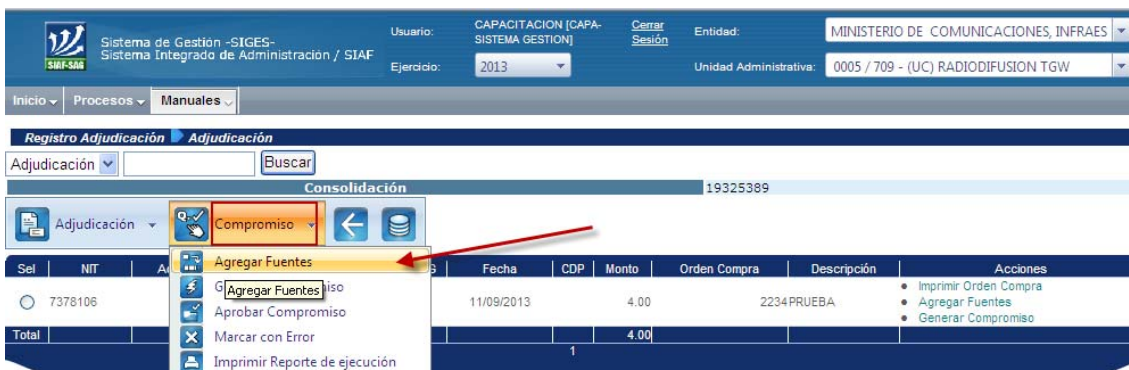 Usuario: CAPACITACION [CAPA- SISTEMA GESTION] Cerrar Sesión Entidad: MINISTERIO DE COMUNICACIONES, INFRAES
SIAF-SAG Sistema de Gestión -SIGES-
Sistema Integrado de Administración / SIAF
Ejercicio: 2013 Unidad Administrativa: 0005 / 709 - (UC) RADIODIFUSION TGW
Inicio Procesos Manuales
Registro Adjudicación Adjudicación
Adjudicación Buscar
Consolidación 19325389
Adjudicación Compromiso
Agregar Fuentes
Sel NIT Fecha CDP Monto Orden Compra Descripción Acciones
Agregar Fuentes
Imprimir Orden Compra
7378106 11/09/2013 4.00 2234 PRUEBA Agregar Fuentes
Aprobar Compromiso Generar Compromiso
Total Marcar con Error 4.00
1
Imprimir Reporte de ejecución